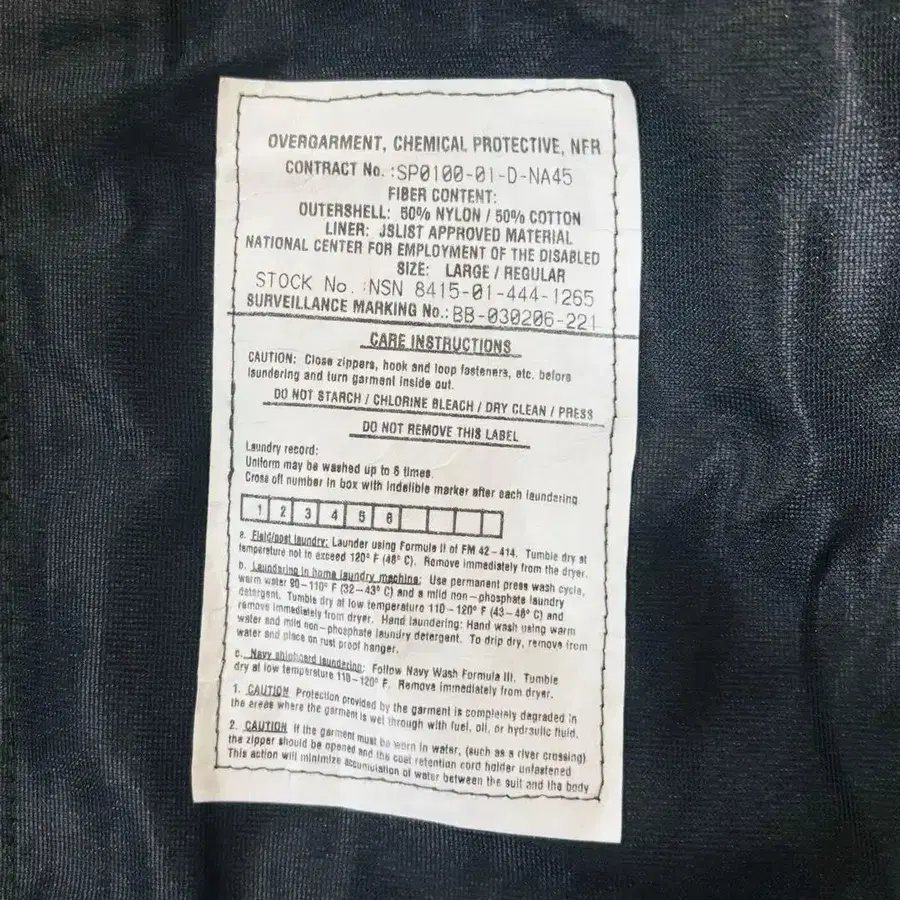 OVERGARMENT, CHEMICAL PROTECTIVE, NFR
CONTRACT No. :SP0100-01-D-NA45
FIBER CONTENT:
OUTERSHELL: 50% NYLON / 50% COTTON
LINER: JSLIST APPROVED MATERIAL
NATIONAL CENTER FOR EMPLOYMENT OF THE DISABLED
SIZE: LARGE / REGULAR
STOCK No. :NSN 8415-01-444-1265
SURVEILLANCE MARKING No.: BB-030206-221
CARE INSTRUCTIONS
CAUTION: Close zippers, hook and loop fasteners, etc. before
laundering and turn garment inside out.
DO NOT STARCH / CHLORINE BLEACH / DRY CLEAN / PRESS
DO NOT REMOVE THIS LABEL
Laundry record:
Uniform may be washed up to 6 times.
Cross off number in box with indelible marker after each laundering
1 2 3 4 5 6
a. Field/post laundry: Launder using Formula II of FM 42-414. Tumble dry at
temperature not to exceed 120° F (48° C). Remove immediately from the dryer.
b. Laundering in home laundry machine: Use permanent press wash cycle,
warm water 90-110° F (32-43° C) and a mild non-phosphate laundry
detergent. Tumble dry at low temperature 110-120° F (43-48° C) and
remove immediately from dryer. Hand laundering: Hand wash using warm
water and mild non-phosphate laundry detergent. To drip dry, remove from
water and place on rust proof hanger.
c. Navy shipboard laundering: Follow Navy Wash Formula III. Tumble
dry at low temperature 110-120° F. Remove immediately from dryer.
1. CAUTION Protection provided by the garment is completely degraded in
the areas where the garment is wet through with fuel, oil, or hydraulic fluid.
2. CAUTION If the garment must be worn in water, (such as a river crossing)
the zipper should be opened and the coat retention cord holder unfastened
This action will minimize accumulation of water between the suit and the body